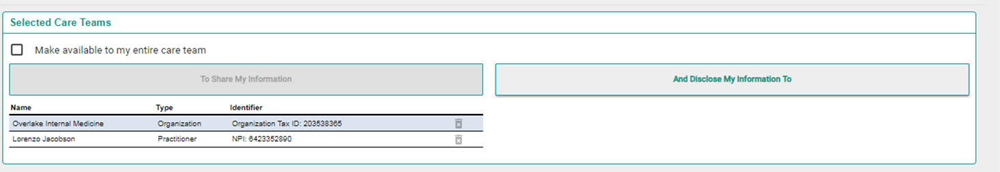 Selected Care Teams
Make available to my entire care team
To Share My Information
And Disclose My Information To
Name Type Identifier
Overlake Internal Medicine Organization Organization Tax ID: 203538365
Lorenzo Jacobson Practitioner NPI: 6423352890